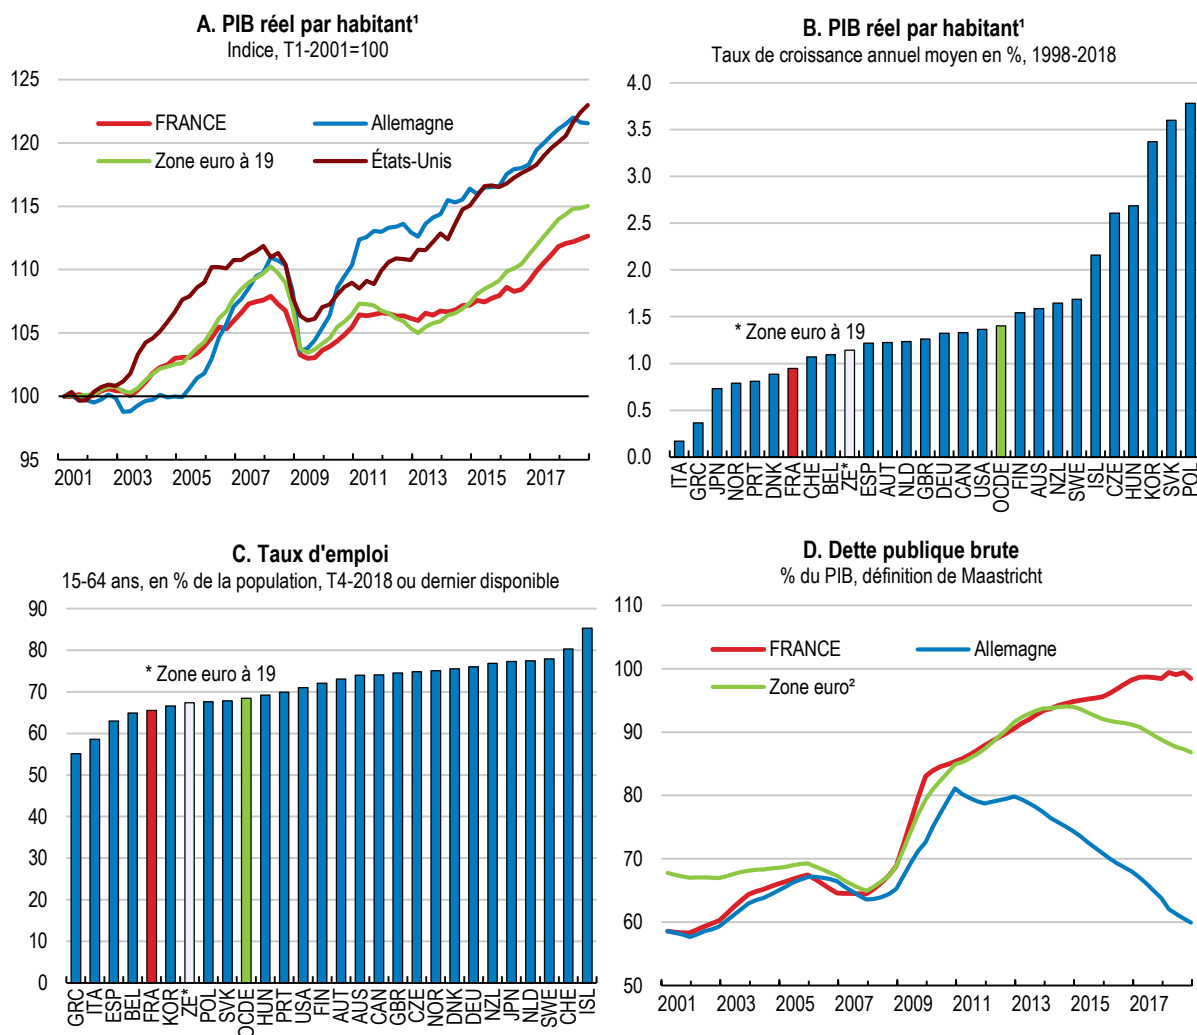 A. PIB réel par habitant¹
Indice, T1-2001=100
125
120
115
110
105
100
95
FRANCE
Allemagne
Zone euro à 19
États-Unis
2001 2003 2005 2007 2009 2011 2013 2015 2017
B. PIB réel par habitant¹
Taux de croissance annuel moyen en %, 1998-2018
4.0
3.5
3.0
2.5
2.0
1.5
1.0
0.5
0.0
* Zone euro à 19
ITA GRC JPN NOR PRT DNK FRA CHE BEL ZE* ESP AUT NLD GBR DEU CAN USA OCDE FIN AUS NZL SWE ISL CZE HUN KOR SVK POL
C. Taux d'emploi
15-64 ans, en % de la population, T4-2018 ou dernier disponible
90
80
70
60
50
40
30
20
10
0
* Zone euro à 19
GRC ITA ESP BEL FRA KOR ZE* POL SVK OCDE HUN PRT USA FIN AUT AUS CAN GBR CZE NOR DNK DEU NZL JPN NLD SWE CHE ISL
D. Dette publique brute
% du PIB, définition de Maastricht
110
100
90
80
70
60
50
FRANCE
Allemagne
Zone euro²
2001 2003 2005 2007 2009 2011 2013 2015 2017